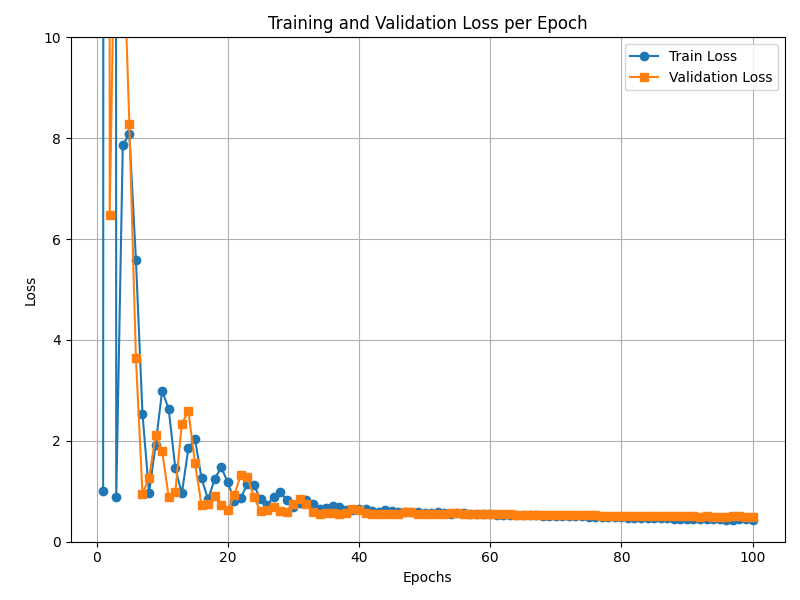 Training and Validation Loss per Epoch
Train Loss
Validation Loss
Loss
10
8
6
4
2
0
0 20 40 60 80 100
Epochs